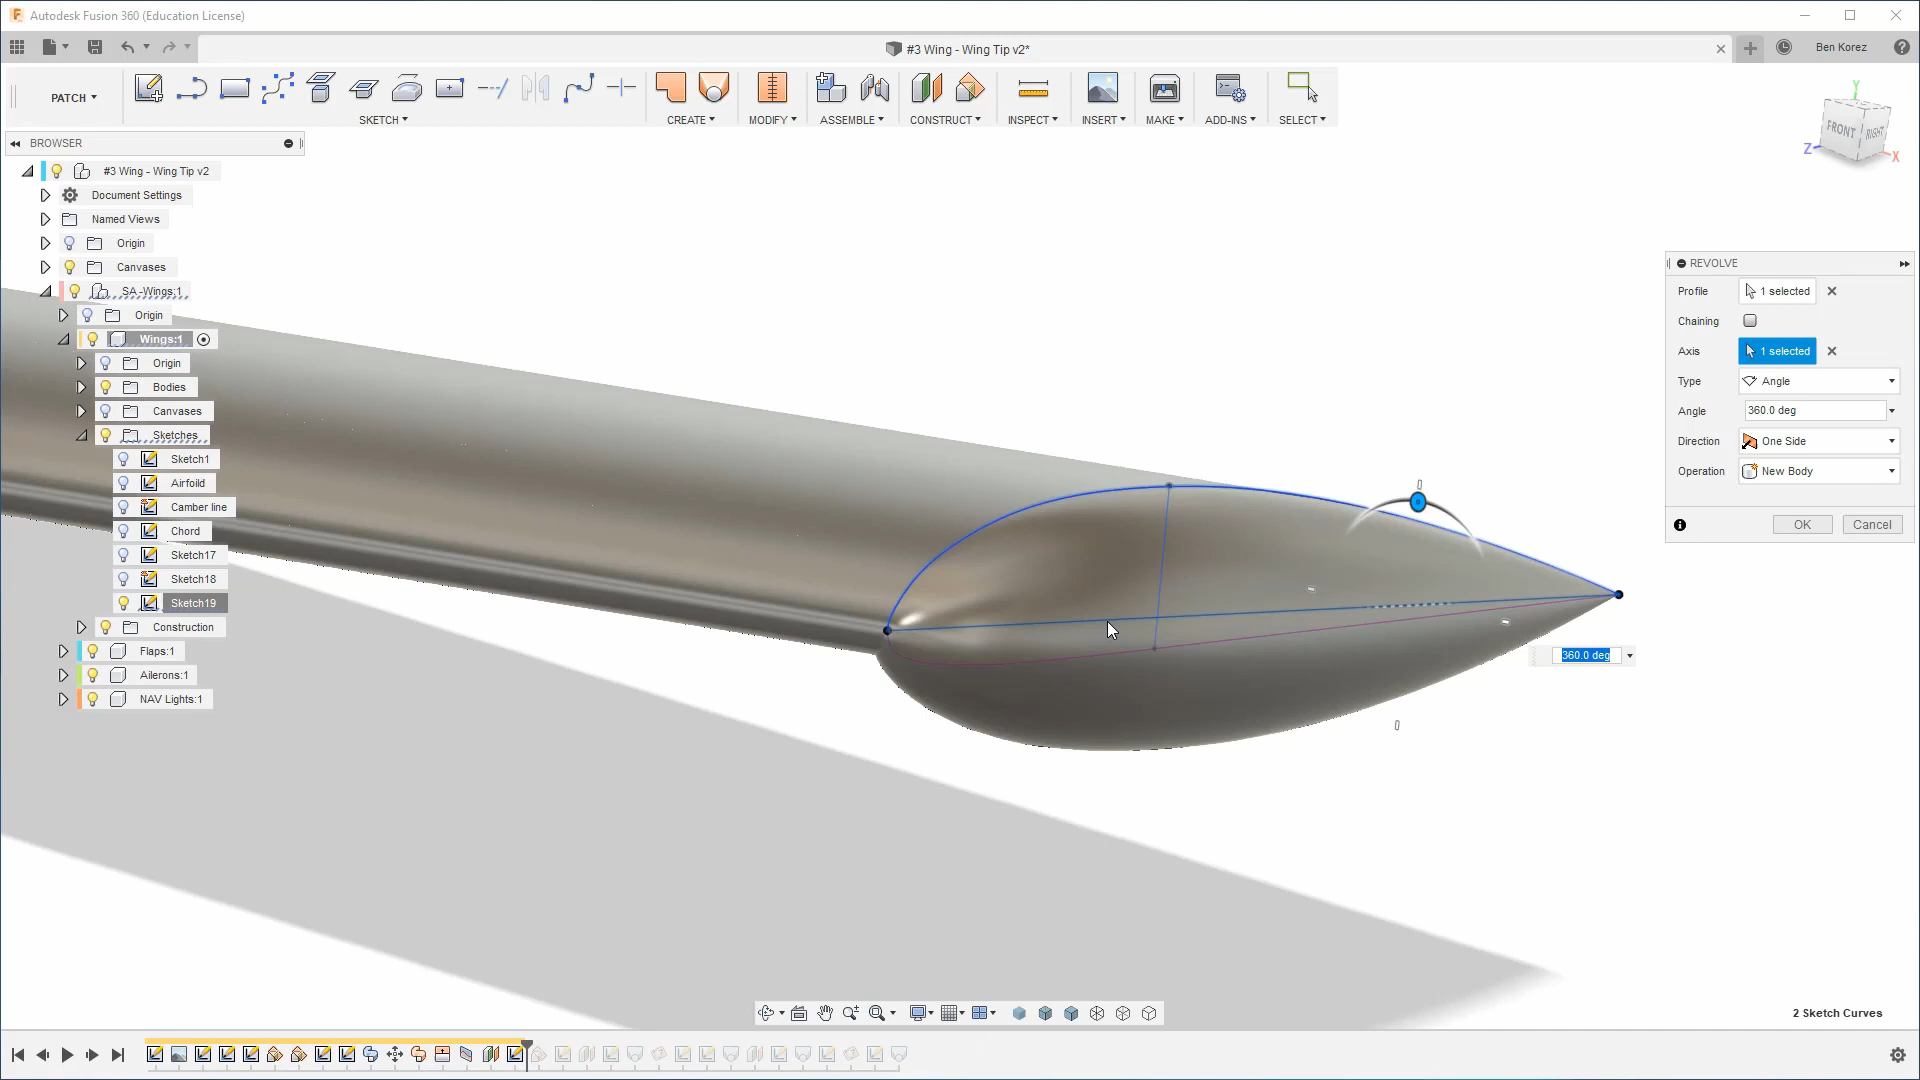 Autodesk Fusion 360 (Education License)
#3 Wing - Wing Tip v2*
Ben Korez
PATCH
SKETCH
CREATE
MODIFY
ASSEMBLE
CONSTRUCT
INSPECT
INSERT
MAKE
ADD-INS
SELECT
BROWSER
#3 Wing - Wing Tip v2
Document Settings
Named Views
Origin
Canvases
SA -Wings:1
Origin
Wings:1
Origin
Bodies
Canvases
Sketches
Sketch1
Airfoild
Camber line
Chord
Sketch17
Sketch18
Sketch19
Construction
Flaps:1
Ailerons:1
NAV Lights:1
Y
FRONT
RIGHT
Z
X
REVOLVE
Profile 1 selected
Chaining
Axis 1 selected
Type Angle
Angle 360.0 deg
Direction One Side
Operation New Body
OK Cancel
360.0 deg
2 Sketch Curves